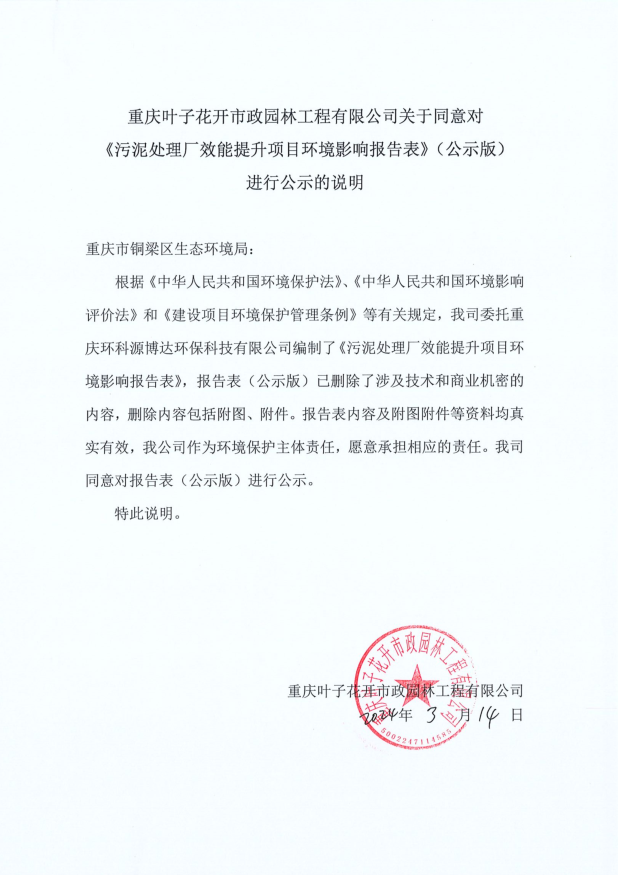 重庆叶子花开市政园林工程有限公司关于同意对
《污泥处理厂效能提升项目环境影响报告表》（公示版）
进行公示的说明
重庆市铜梁区生态环境局：
根据《中华人民共和国环境保护法》、《中华人民共和国环境影响
评价法》和《建设项目环境保护管理条例》等有关规定，我司委托重
庆环科源博达环保科技有限公司编制了《污泥处理厂效能提升项目环
境影响报告表》，报告表（公示版）已删除了涉及技术和商业机密的
内容，删除内容包括附图、附件。报告表内容及附图附件等资料均真
实有效，我公司作为环境保护主体责任，愿意承担相应的责任。我司
同意对报告表（公示版）进行公示。
特此说明。
重庆叶子花开市政园林工程有限公司
2024年 3 月 14 日
重庆叶子花开市政园林工程有限公司
5002247114585